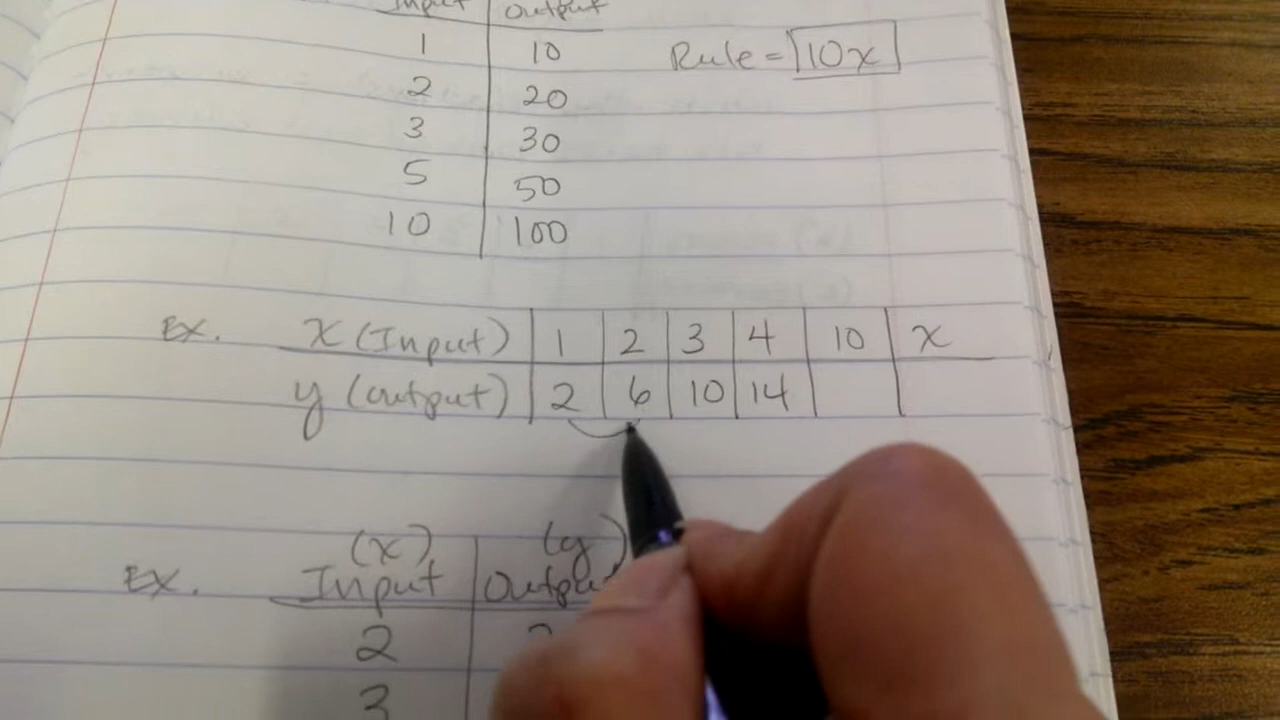 Input Output
1 10
Rule = 10x
2 20
3 30
5 50
10 100
Ex. x (Input) 1 2 3 4 10 x
y (output) 2 6 10 14
(x) (y)
Ex. Input
2
3